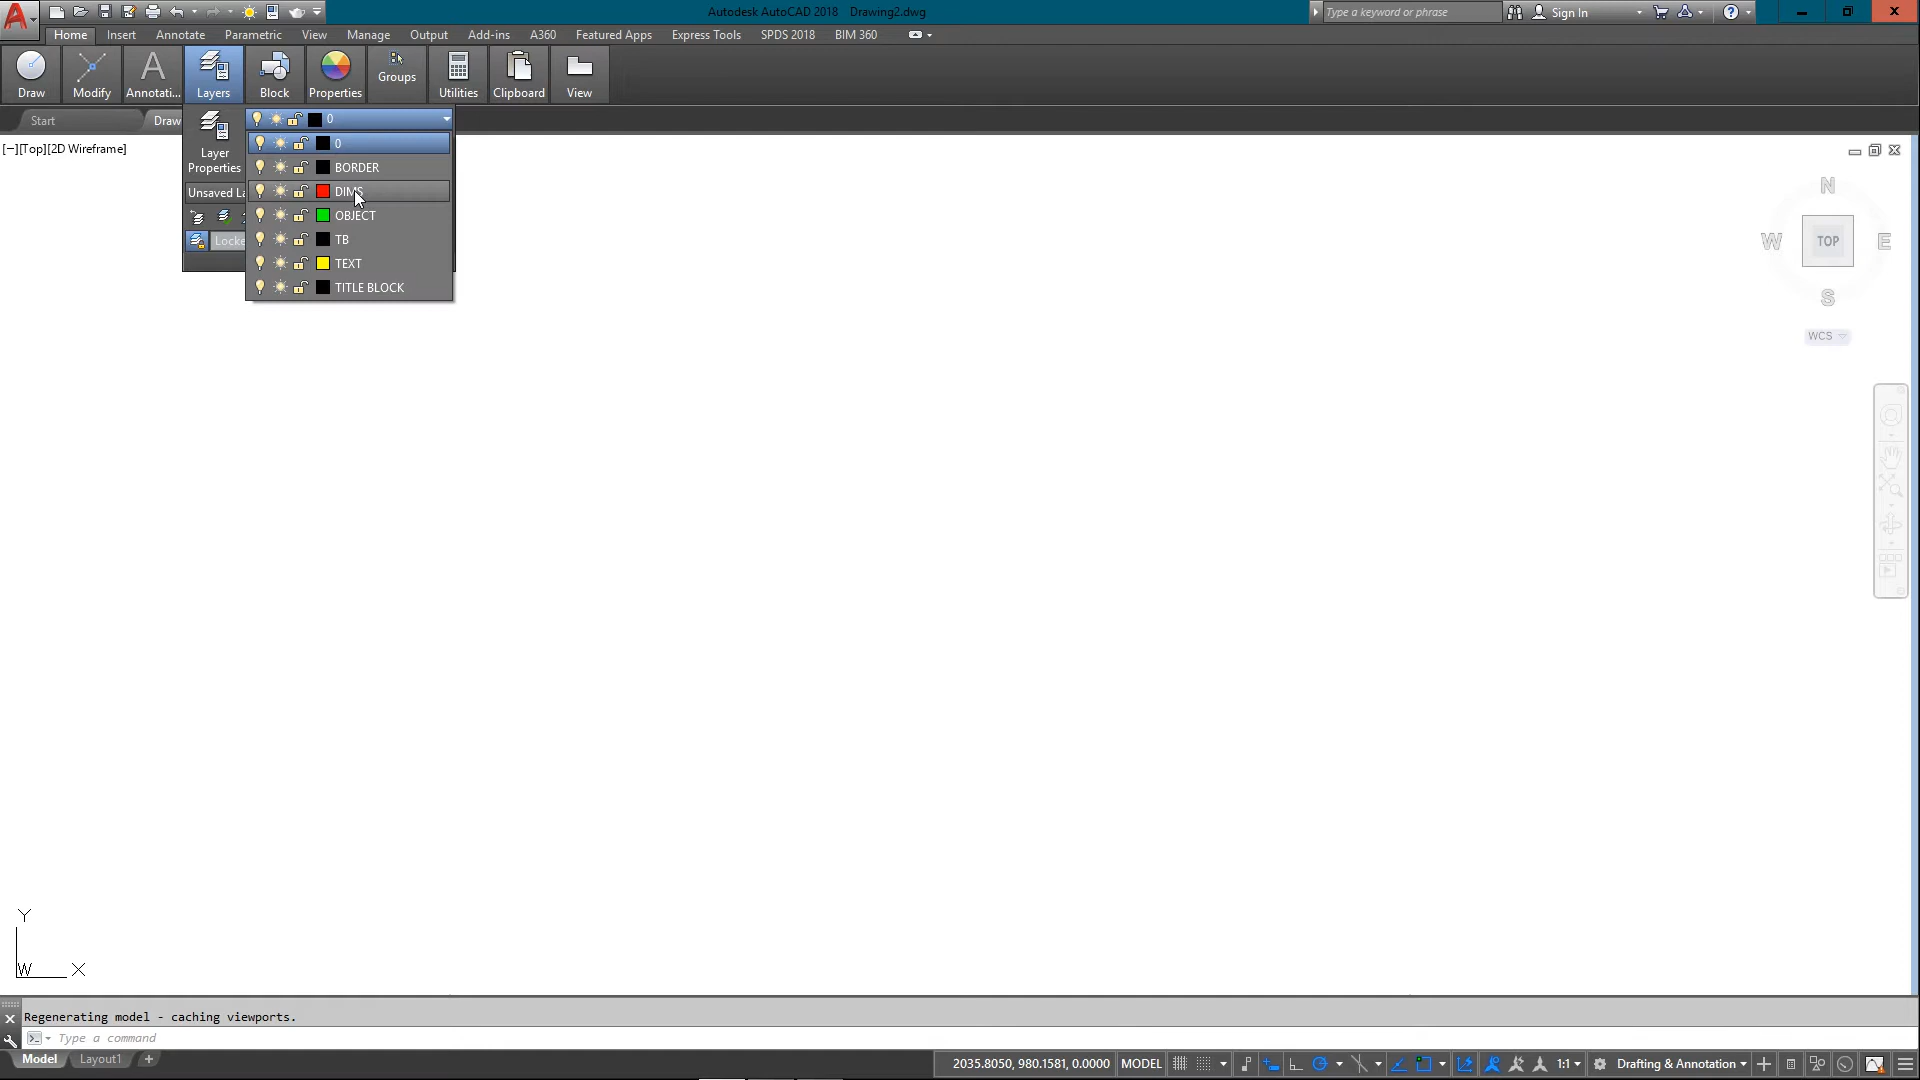 Autodesk AutoCAD 2018 Drawing2.dwg
Type a keyword or phrase
Sign In
Home Insert Annotate Parametric View Manage Output Add-ins A360 Featured Apps Express Tools SPDS 2018 BIM 360
Draw Modify Annotati... Layers Block Properties Groups Utilities Clipboard View
Start Draw
0
[−][Top][2D Wireframe]
Layer
Properties
Unsaved La
Locke
0
BORDER
DIMS
OBJECT
TB
TEXT
TITLE BLOCK
N
W TOP E
S
WCS
Y
W X
Regenerating model - caching viewports.
Type a command
Model Layout1 +
2035.8050, 980.1581, 0.0000 MODEL 1:1 Drafting & Annotation